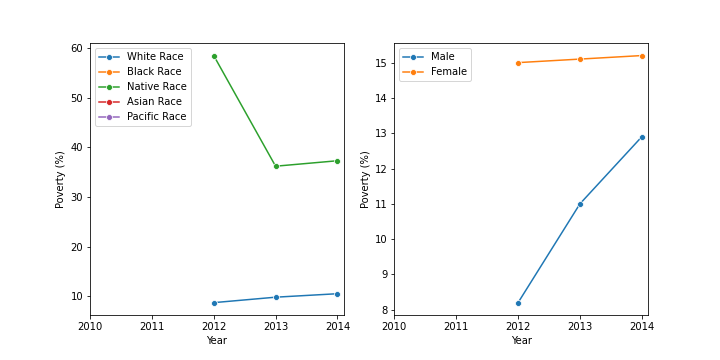 60
50
40
30
20
10
2010 2011 2012 2013 2014
Year
Poverty (%)
White Race
Black Race
Native Race
Asian Race
Pacific Race
15
14
13
12
11
10
9
8
2010 2011 2012 2013 2014
Year
Poverty (%)
Male
Female